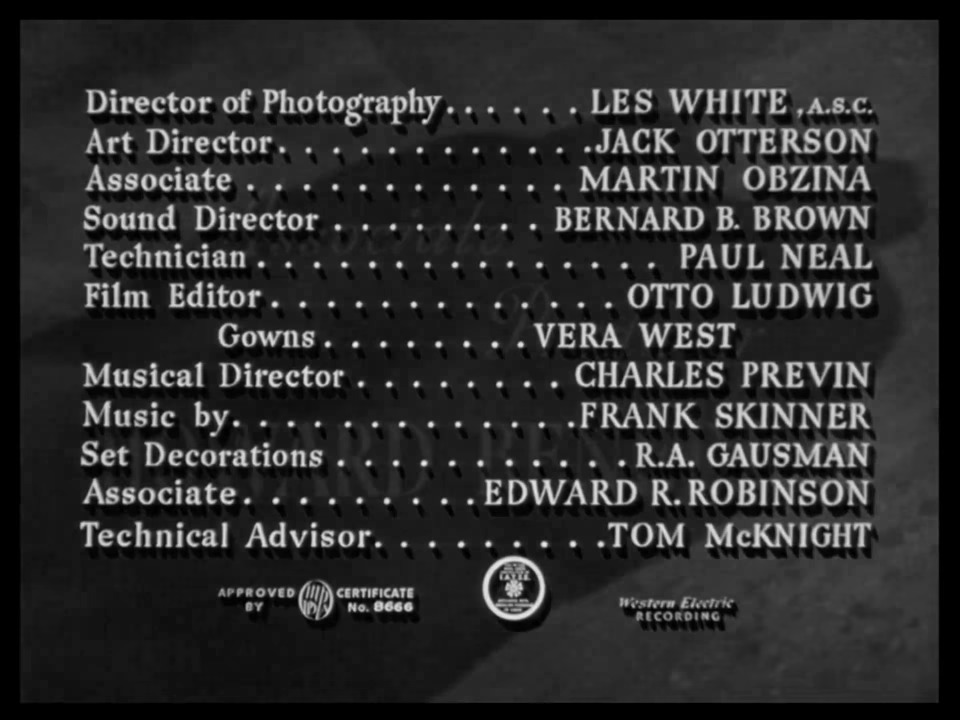 Director of Photography . . . . . . LES WHITE, A.S.C.
Art Director . . . . . . . . . . . . . JACK OTTERSON
Associate . . . . . . . . . . . . . MARTIN OBZINA
Sound Director . . . . . . . . BERNARD B. BROWN
Technician . . . . . . . . . . . . . . . PAUL NEAL
Film Editor . . . . . . . . . . . . . OTTO LUDWIG
Gowns . . . . . . . . VERA WEST
Musical Director . . . . . . . . CHARLES PREVIN
Music by . . . . . . . . . . . . . FRANK SKINNER
Set Decorations . . . . . . . . . . . R.A. GAUSMAN
Associate . . . . . . . . . EDWARD R. ROBINSON
Technical Advisor . . . . . . . . . TOM McKNIGHT
APPROVED BY
CERTIFICATE No. 8666
I.A.T.S.E.
Western Electric
RECORDING